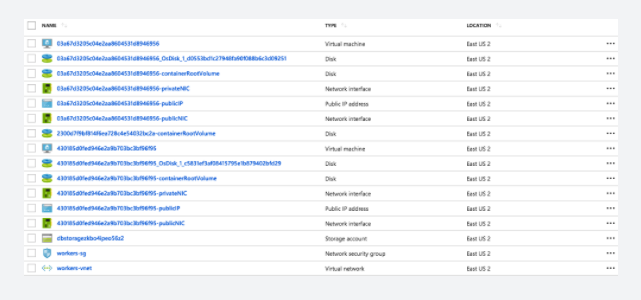 NAME TYPE LOCATION
03a67d3205c04e2aa8604531d8946956 Virtual machine East US 2
03a67d3205c04e2aa8604531d8946956_OsDisk_1_d0553bd1c27948fa90f088b6c3d09251 Disk East US 2
03a67d3205c04e2aa8604531d8946956-containerRootVolume Disk East US 2
03a67d3205c04e2aa8604531d8946956-privateNIC Network interface East US 2
03a67d3205c04e2aa8604531d8946956-publicIP Public IP address East US 2
03a67d3205c04e2aa8604531d8946956-publicNIC Network interface East US 2
Disk East US 2
430185d0fed946e2a9b703bc3bf96f95 Virtual machine East US 2
Disk East US 2
430185d0fed946e2a9b703bc3bf96f95-containerRootVolume Disk East US 2
430185d0fed946e2a9b703bc3bf96f95-privateNIC Network interface East US 2
430185d0fed946e2a9b703bc3bf96f95-publicIP Public IP address East US 2
430185d0fed946e2a9b703bc3bf96f95-publicNIC Network interface East US 2
Storage account East US 2
workers-sg Network security group East US 2
workers-vnet Virtual network East US 2